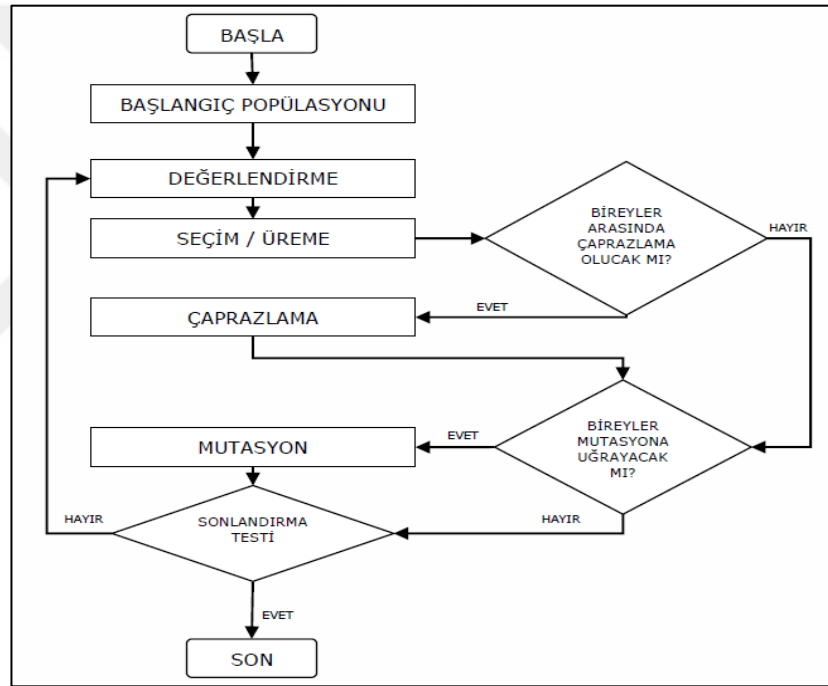 BAŞLA
BAŞLANGIÇ POPÜLASYONU
DEĞERLENDİRME
SEÇİM / ÜREME
BİREYLER
ARASINDA
ÇAPRAZLAMA
OLUCAK MI?
HAYIR
EVET
ÇAPRAZLAMA
BİREYLER
MUTASYONA
UĞRAYACAK
MI?
EVET
MUTASYON
HAYIR
SONLANDIRMA
TESTİ
HAYIR
EVET
SON